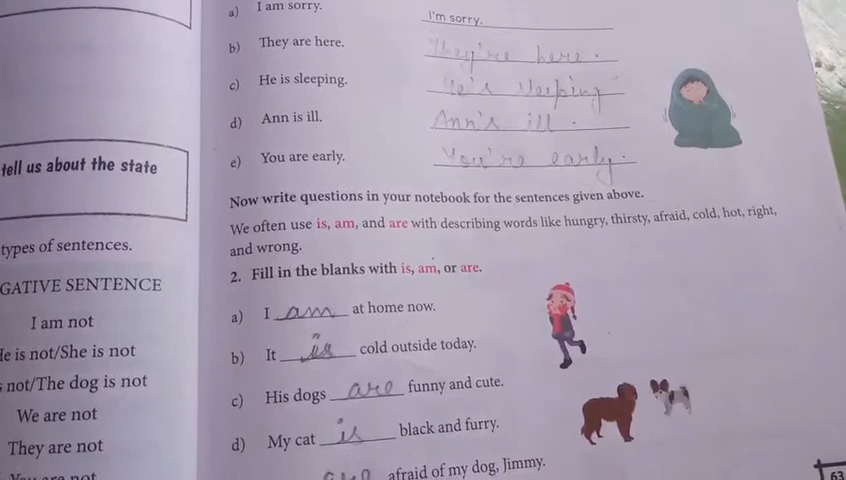 a) I am sorry. I'm sorry.
b) They are here. They're here.
c) He is sleeping. He's sleeping
d) Ann is ill. Ann's ill.
e) You are early. You're early.
tell us about the state
Now write questions in your notebook for the sentences given above.
We often use is, am, and are with describing words like hungry, thirsty, afraid, cold, hot, right,
and wrong.
types of sentences.
2. Fill in the blanks with is, am, or are.
GATIVE SENTENCE
I am not
He is not/She is not
not/The dog is not
We are not
They are not
You are not
a) I am at home now.
b) It is cold outside today.
c) His dogs are funny and cute.
d) My cat is black and furry.
are afraid of my dog, Jimmy.
63